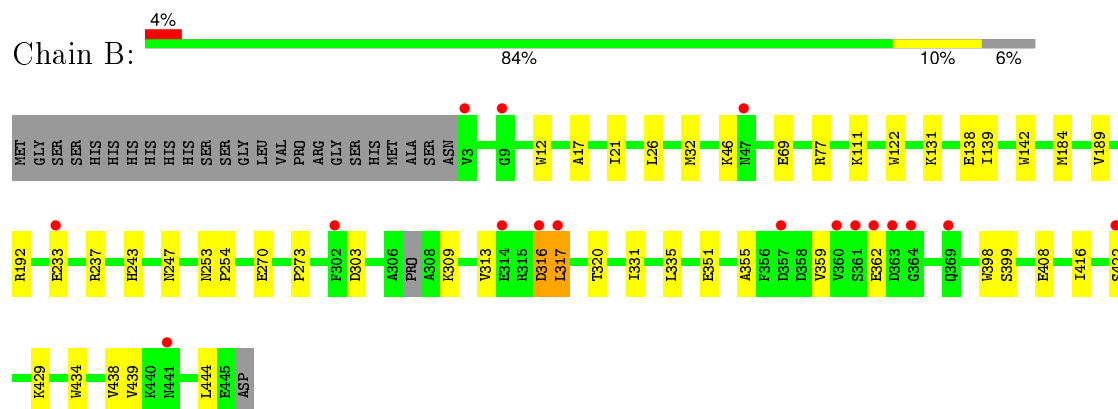 4%
Chain B:
84% 10% 6%
MET GLY SER SER HIS HIS HIS HIS HIS HIS SER SER GLY LEU VAL PRO ARG GLY SER HIS MET ALA SER ASN V3 G9 W12 A17 I21 L26 M32 K46 N47 E69 R77 K111 W122 K131 E138 I139 W142 M184 V189
R192 E233 R237 H243 N247 N253 P254 E270 P273 F302 D303 A306 PRO A308 K309 V313 E314 R315 D316 L317 T320 I331 L335 E351 A355 F356 D357 D358 V359 V360 S361 E362 D363 G364 Q369 W398 S399 E408 I416 S422
K429 W434 V438 V439 K440 N441 L444 E445 ASP